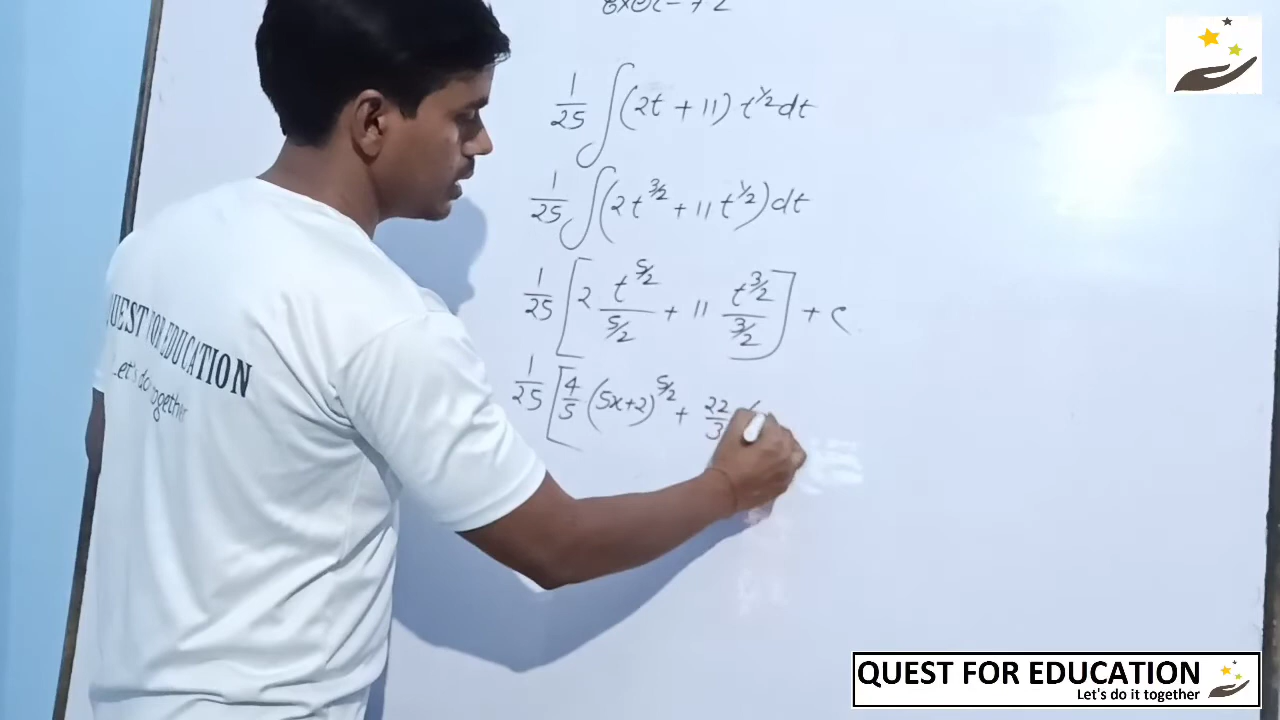 1/25 ∫(2t + 11) t^1/2 dt
1/25 ∫(2t^3/2 + 11 t^1/2)dt
1/25 [2 t^5/2 / 5/2 + 11 t^3/2 / 3/2] + c
1/25 [4/5 (5x+2)^5/2 + 22/3 (
QUEST FOR EDUCATION
Let's do together
QUEST FOR EDUCATION
Let's do it together